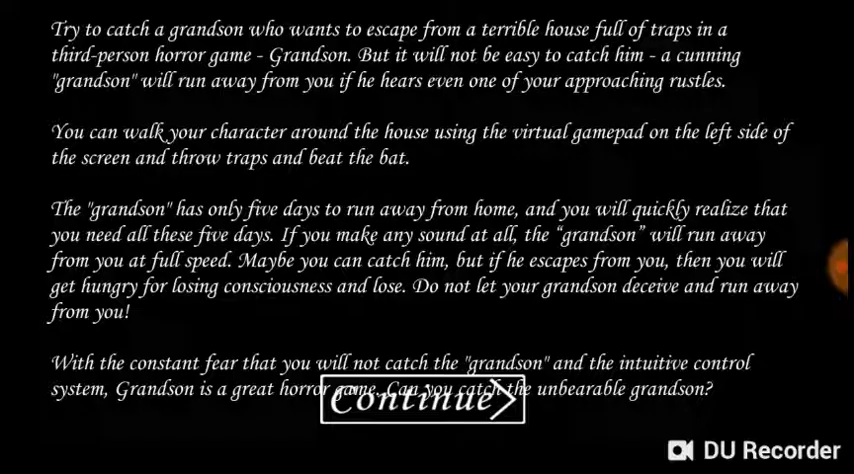 Try to catch a grandson who wants to escape from a terrible house full of traps in a
third-person horror game - Grandson. But it will not be easy to catch him - a cunning
"grandson" will run away from you if he hears even one of your approaching rustles.
You can walk your character around the house using the virtual gamepad on the left side of
the screen and throw traps and beat the bat.
The "grandson" has only five days to run away from home, and you will quickly realize that
you need all these five days. If you make any sound at all, the “grandson” will run away
from you at full speed. Maybe you can catch him, but if he escapes from you, then you will
get hungry for losing consciousness and lose. Do not let your grandson deceive and run away
from you!
With the constant fear that you will not catch the "grandson" and the intuitive control
system, Grandson is a great horror game. Can you catch the unbearable grandson?
Continue>
DU Recorder